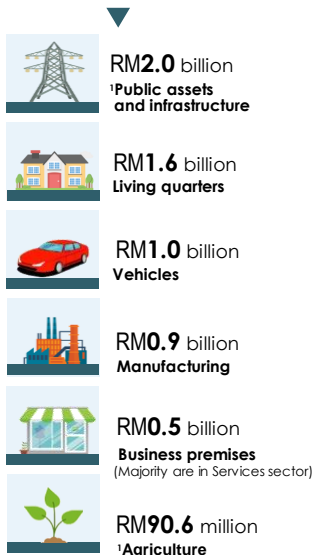 RM2.0 billion
¹Public assets
and infrastructure
RM1.6 billion
Living quarters
RM1.0 billion
Vehicles
RM0.9 billion
Manufacturing
RM0.5 billion
Business premises
(Majority are in Services sector)
RM90.6 million
¹Agriculture